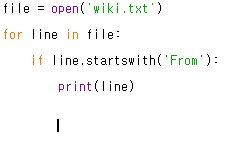 file = open('wiki.txt')
for line in file:
    if line.startswith('From'):
        print(line)